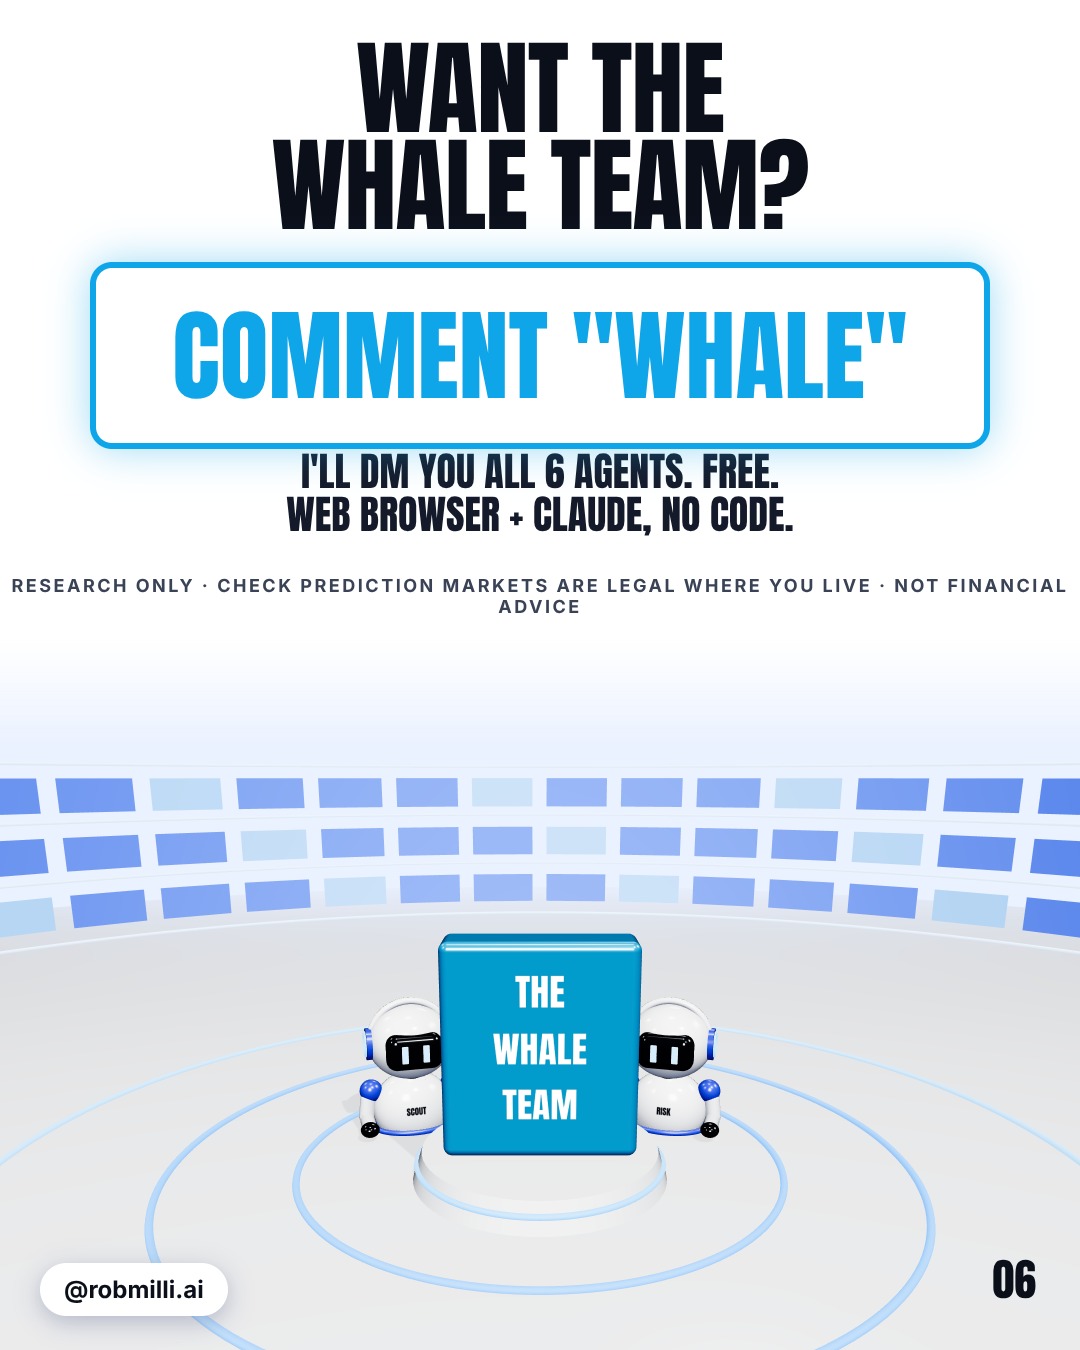 WANT THE
WHALE TEAM?
COMMENT "WHALE"
I'LL DM YOU ALL 6 AGENTS. FREE.
WEB BROWSER + CLAUDE, NO CODE.
RESEARCH ONLY · CHECK PREDICTION MARKETS ARE LEGAL WHERE YOU LIVE · NOT FINANCIAL
ADVICE
THE
WHALE
TEAM
SCOUT
RISK
@robmilli.ai
06